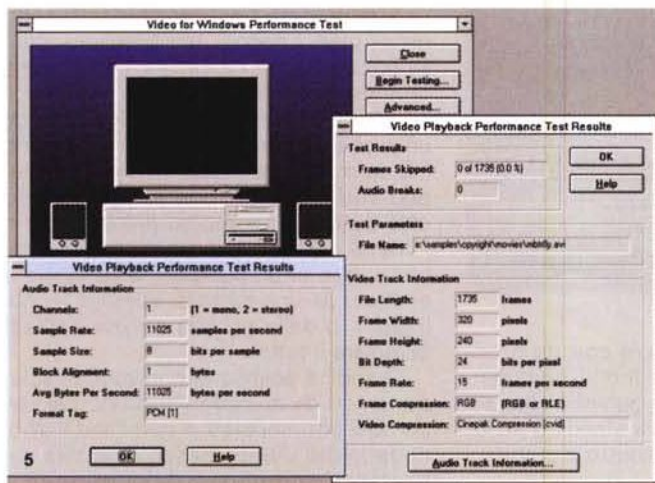 Video for Windows Performance Test
Close
Begin Testing...
Advanced...
Video Playback Performance Test Results
Test Results
Frames Skipped: 0 of 1735 (0.0 %)
Audio Breaks: 0
OK
Help
Test Parameters
File Name:
Video Track Information
File Length: 1735 frames
Frame Width: 320 pixels
Frame Height: 240 pixels
Bit Depth: 24 bits per pixel
Frame Rate: 15 frames per second
Frame Compression: RGB (RGB or RLE)
Video Compression: Cinepak Compression [cvid]
Audio Track Information...
Video Playback Performance Test Results
Audio Track Information
Channels: 1 (1 = mono, 2 = stereo)
Sample Rate: 11025 samples per second
Sample Size: 8 bits per sample
Block Alignment: 1 bytes
Avg Bytes Per Second: 11025 bytes per second
Format Tag: PCM [1]
OK
Help
5